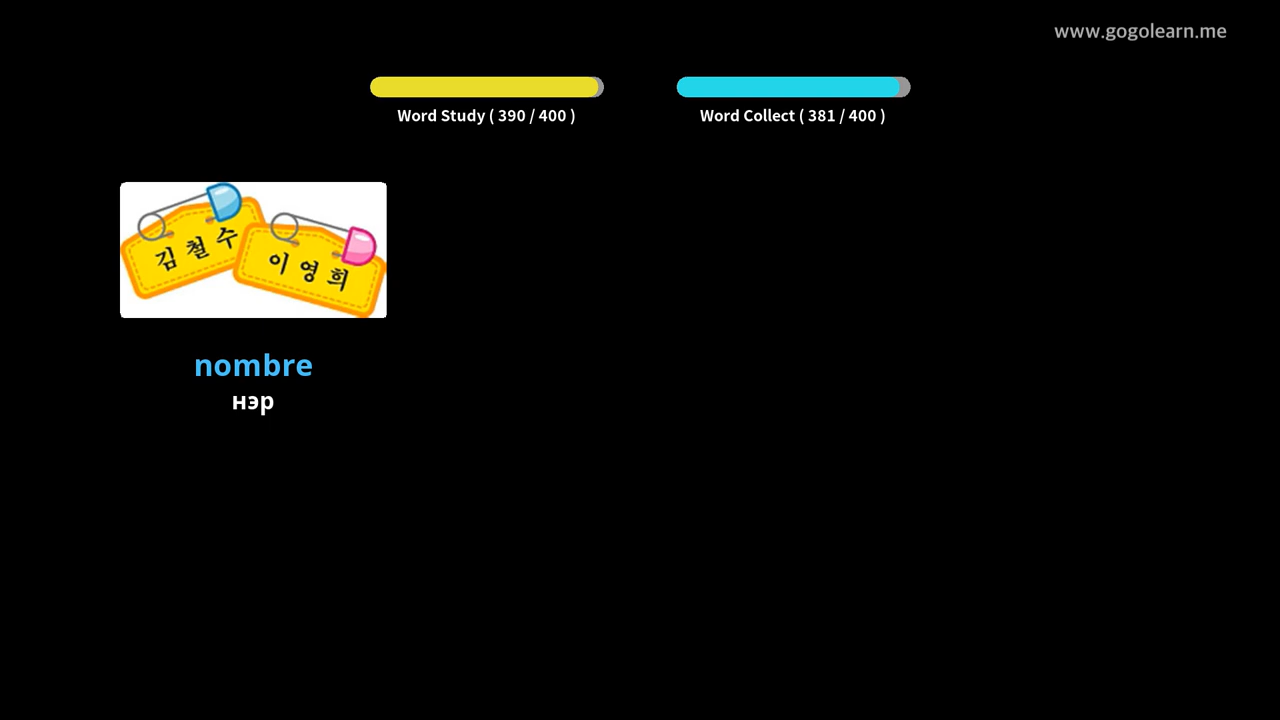 www.gogolearn.me
Word Study ( 390 / 400 )
Word Collect ( 381 / 400 )
김철수
이영희
nombre
нэр